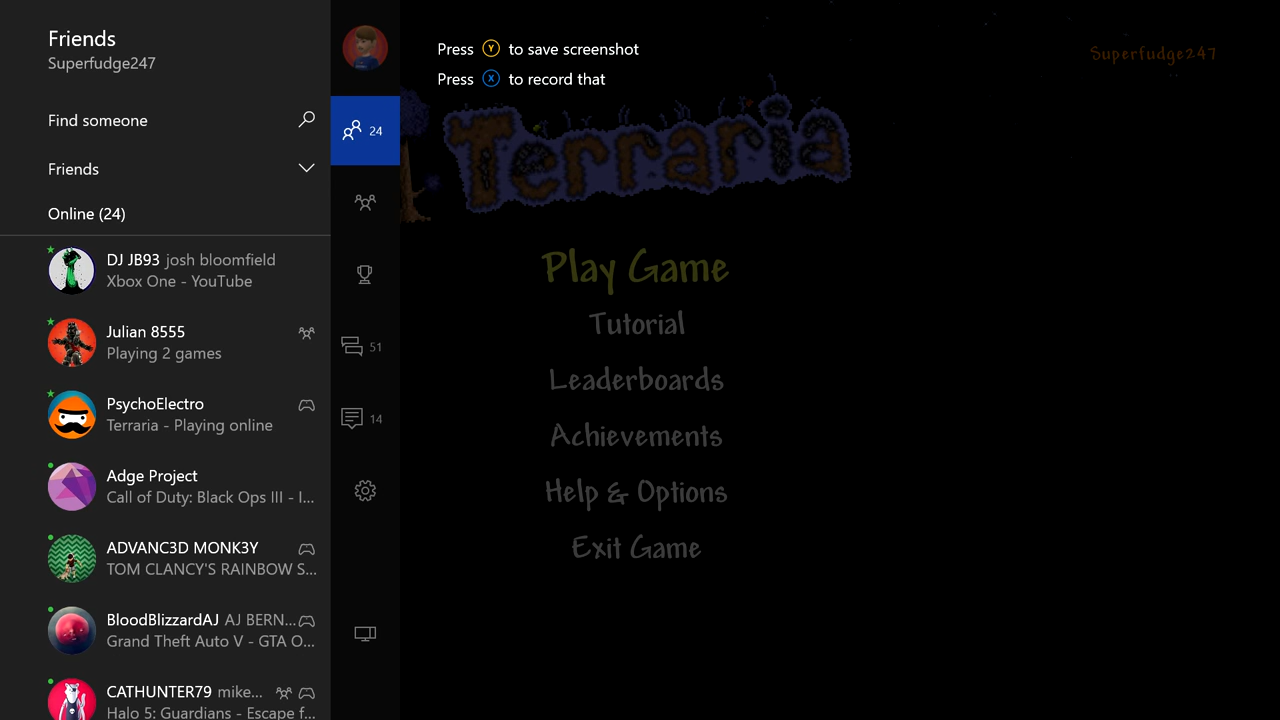 Friends
Superfudge247
Find someone
Friends
Online (24)
DJ JB93 josh bloomfield
Xbox One - YouTube
Julian 8555
Playing 2 games
PsychoElectro
Terraria - Playing online
Adge Project
Call of Duty: Black Ops III - I...
ADVANC3D MONK3Y
TOM CLANCY'S RAINBOW S...
BloodBlizzardAJ AJ BERN...
Grand Theft Auto V - GTA O...
CATHUNTER79 mike...
Halo 5: Guardians - Escape f...
24
51
14
Press Y to save screenshot
Press X to record that
Superfudge247
Terraria
Play Game
Tutorial
Leaderboards
Achievements
Help & Options
Exit Game